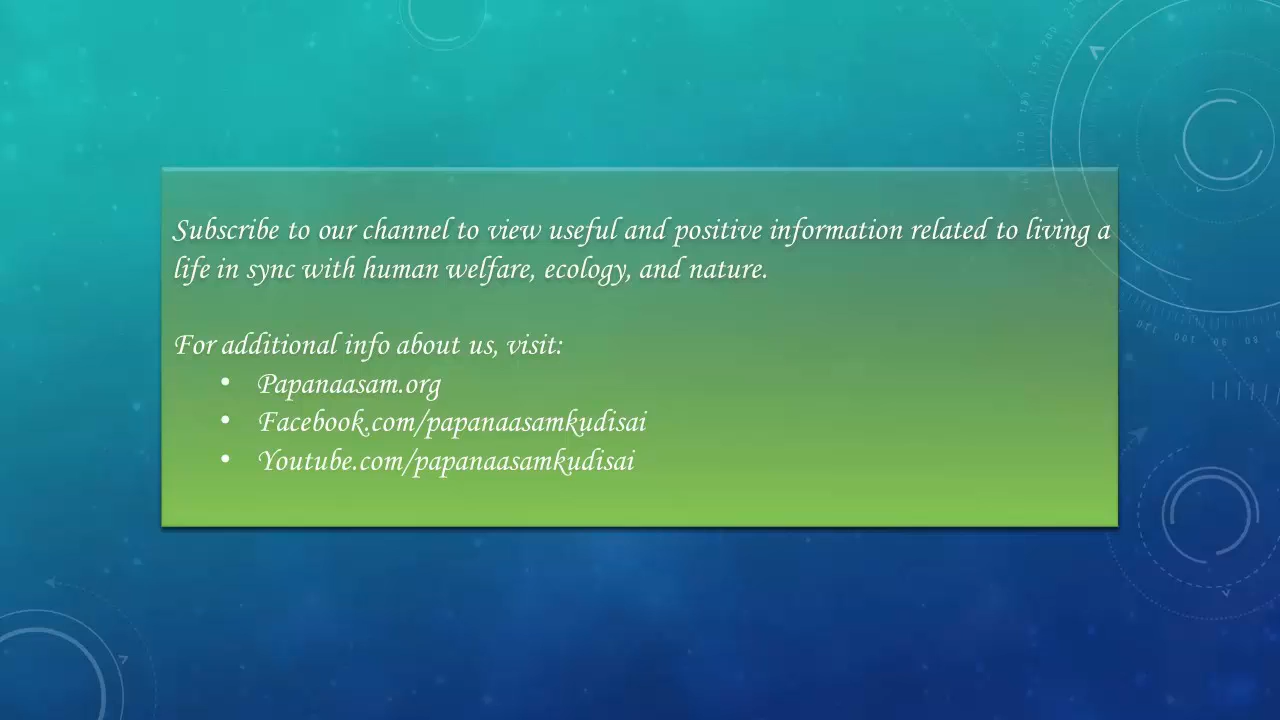 Subscribe to our channel to view useful and positive information related to living a
life in sync with human welfare, ecology, and nature.
For additional info about us, visit:
• Papanaasam.org
• Facebook.com/papanaasamkudisai
• Youtube.com/papanaasamkudisai